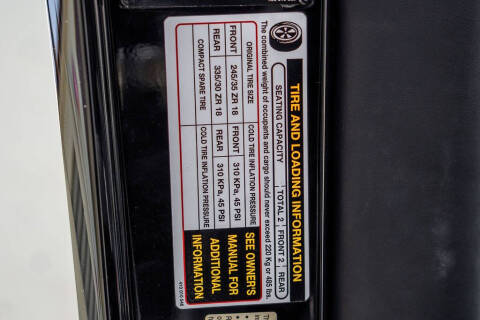 TIRE AND LOADING INFORMATION
SEATING CAPACITY TOTAL 2 FRONT 2 REAR
The combined weight of occupants and cargo should never exceed 220 Kg or 485 lbs.
ORIGINAL TIRE SIZE COLD TIRE INFLATION PRESSURE
FRONT 245/35 ZR 18 FRONT 310 KPa, 45 PSI
REAR 335/30 ZR 18 REAR 310 KPa, 45 PSI
COMPACT SPARE TIRE COLD TIRE INFLATION PRESSURE
SEE OWNER'S
MANUAL FOR
ADDITIONAL
INFORMATION